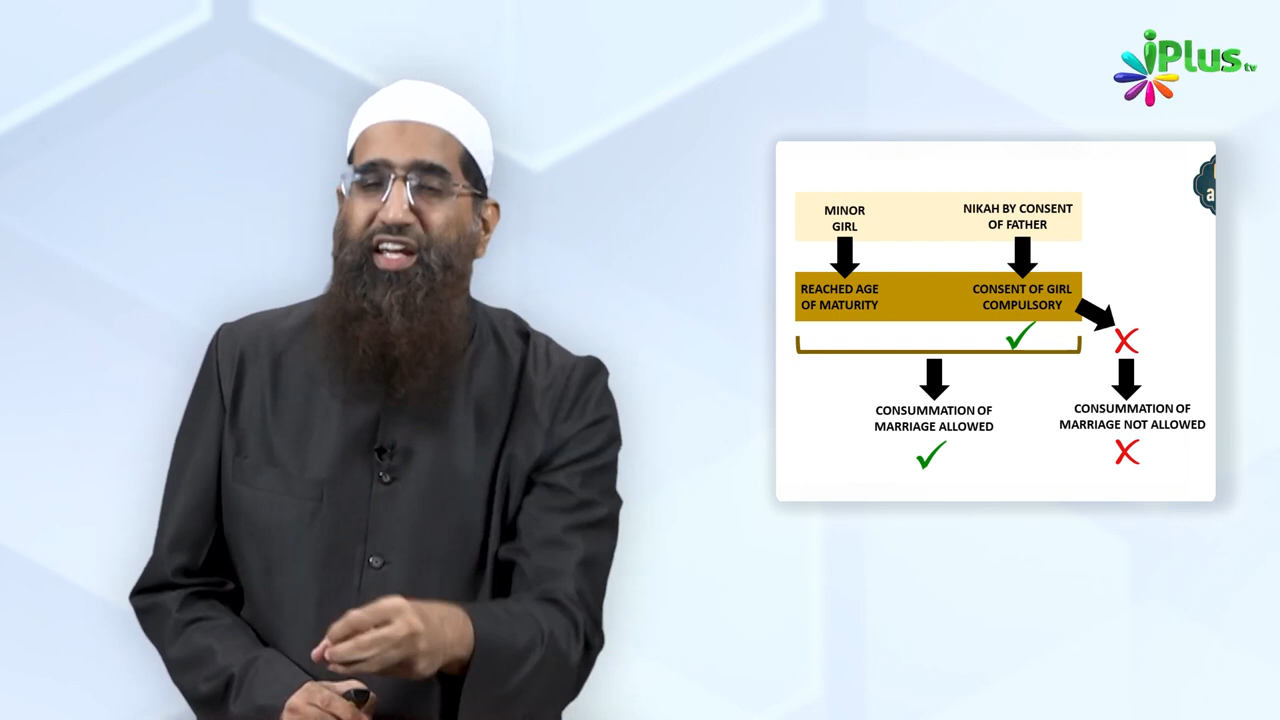 iPlus tv
MINOR
GIRL
NIKAH BY CONSENT
OF FATHER
REACHED AGE
OF MATURITY
CONSENT OF GIRL
COMPULSORY
CONSUMMATION OF
MARRIAGE ALLOWED
CONSUMMATION OF
MARRIAGE NOT ALLOWED